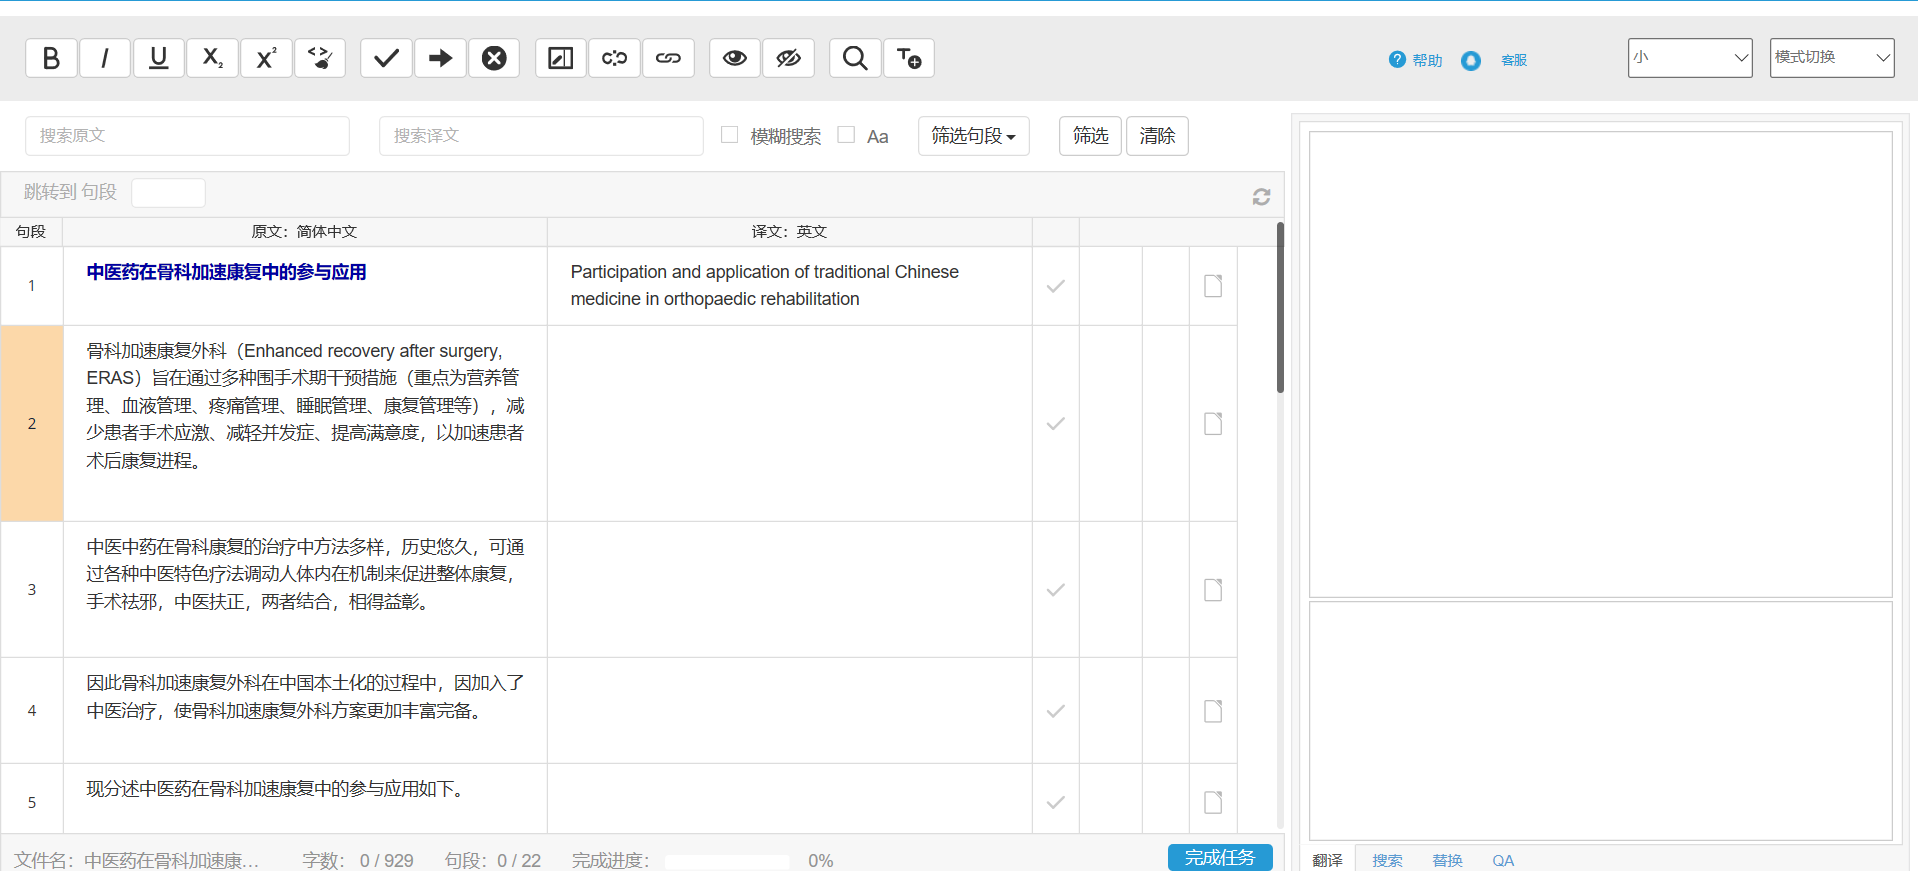 B I U X₂ X² <>
帮助 客服 小 模式切换
搜索原文 搜索译文 模糊搜索 Aa 筛选句段 筛选 清除
跳转到 句段
句段 原文：简体中文 译文：英文
1
中医药在骨科加速康复中的参与应用
Participation and application of traditional Chinese
medicine in orthopaedic rehabilitation
2
骨科加速康复外科（Enhanced recovery after surgery,
ERAS）旨在通过多种围手术期干预措施（重点为营养管
理、血液管理、疼痛管理、睡眠管理、康复管理等），减
少患者手术应激、减轻并发症、提高满意度，以加速患者
术后康复进程。
3
中医中药在骨科康复的治疗中方法多样，历史悠久，可通
过各种中医特色疗法调动人体内在机制来促进整体康复，
手术祛邪，中医扶正，两者结合，相得益彰。
4
因此骨科加速康复外科在中国本土化的过程中，因加入了
中医治疗，使骨科加速康复外科方案更加丰富完备。
5
现分述中医药在骨科加速康复中的参与应用如下。
文件名：中医药在骨科加速康… 字数： 0 / 929 句段：0 / 22 完成进度： 0% 完成任务
翻译 搜索 替换 QA